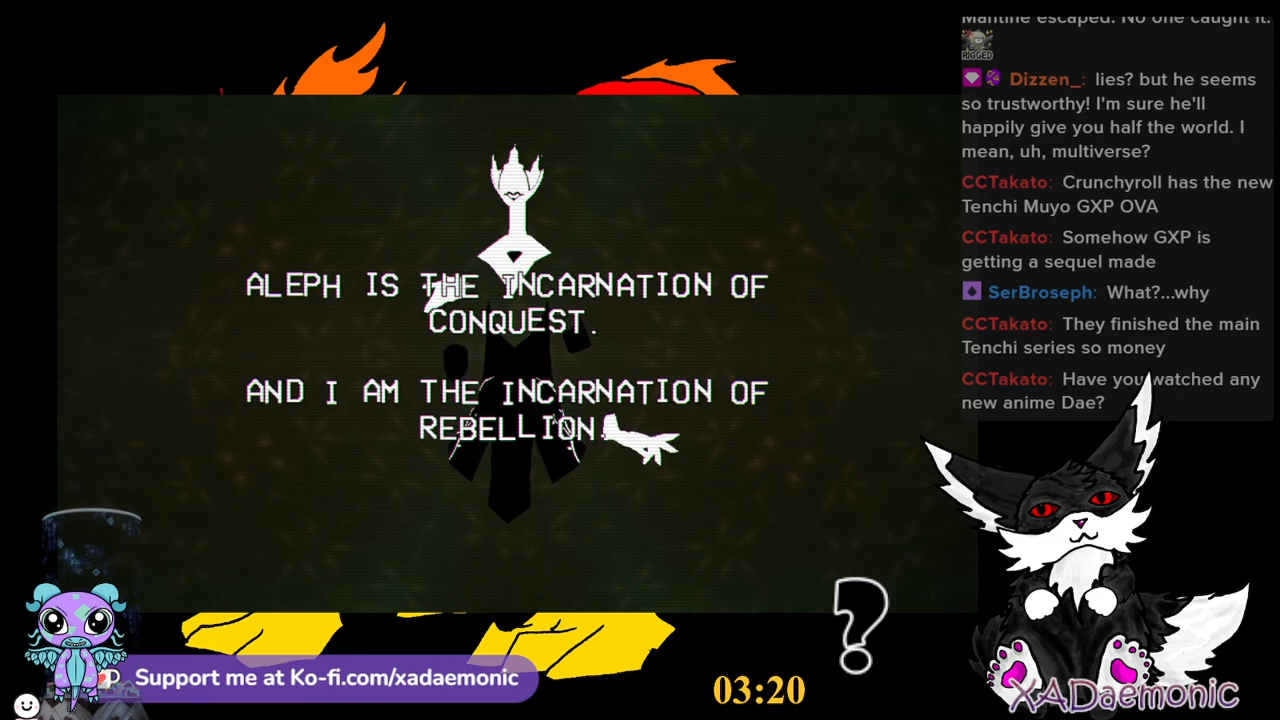 ALEPH IS THE INCARNATION OF
CONQUEST.
AND I AM THE INCARNATION OF
REBELLION.
Mantine escaped. No one caught it.
RIGGED
Dizzen_: lies? but he seems
so trustworthy! I'm sure he'll
happily give you half the world. I
mean, uh, multiverse?
CCTakato: Crunchyroll has the new
Tenchi Muyo GXP OVA
CCTakato: Somehow GXP is
getting a sequel made
SerBroseph: What?...why
CCTakato: They finished the main
Tenchi series so money
CCTakato: Have you watched any
new anime Dae?
?
Support me at Ko-fi.com/xadaemonic
03:20
XADaemonic